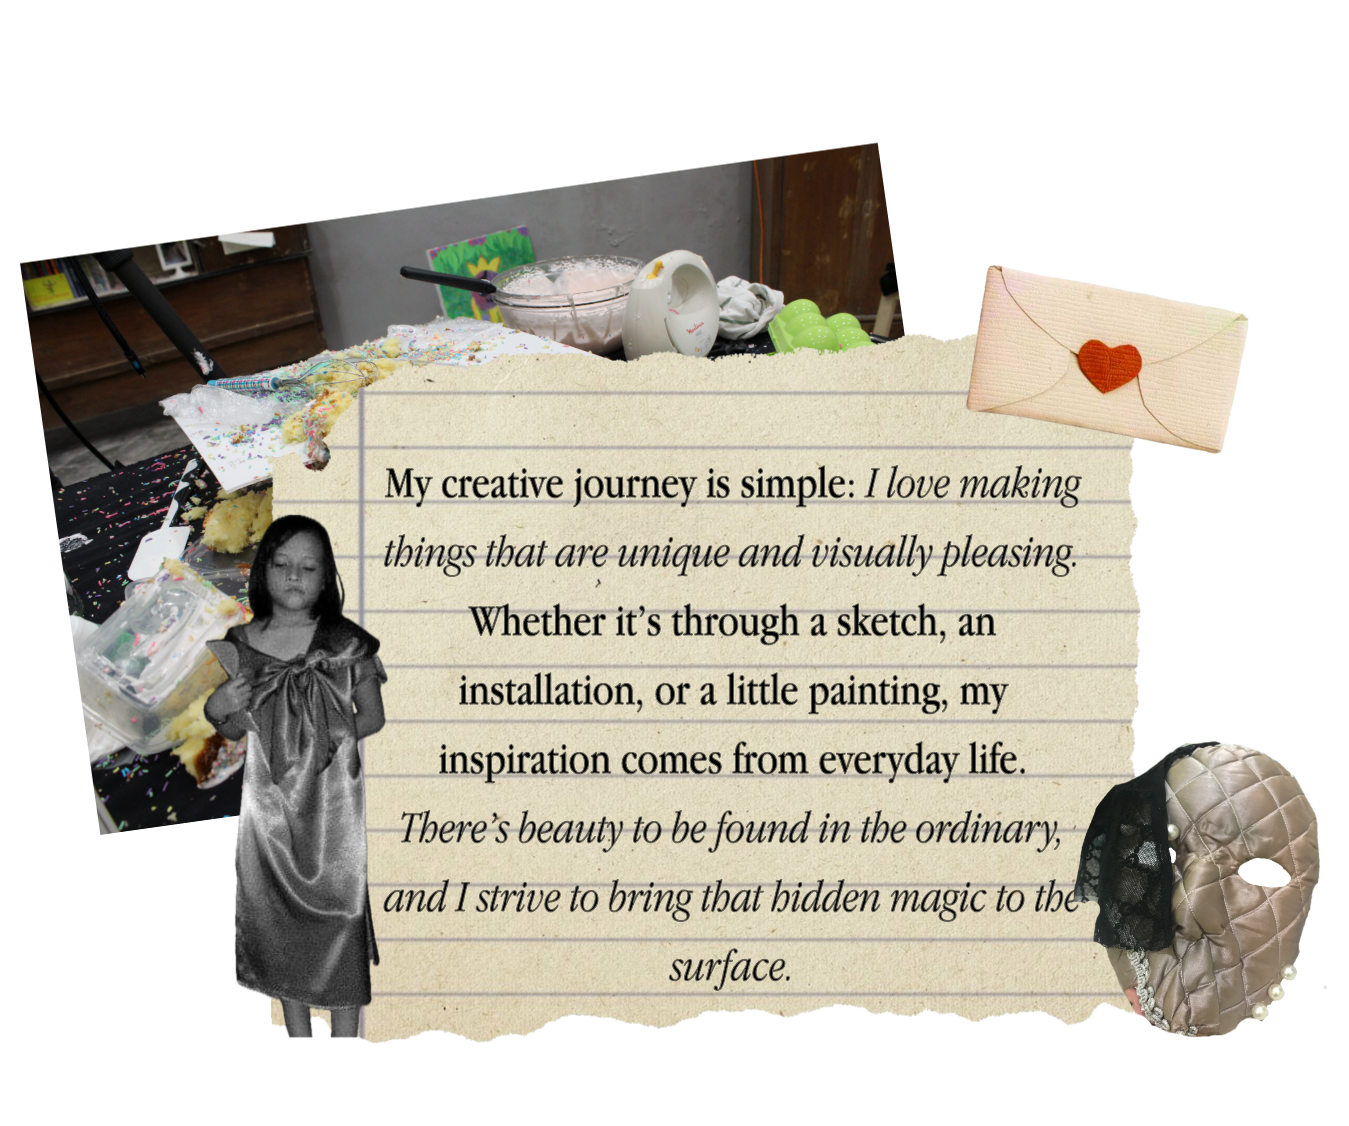 My creative journey is simple: I love making
things that are unique and visually pleasing.
Whether it’s through a sketch, an
installation, or a little painting, my
inspiration comes from everyday life.
There’s beauty to be found in the ordinary,
and I strive to bring that hidden magic to the
surface.